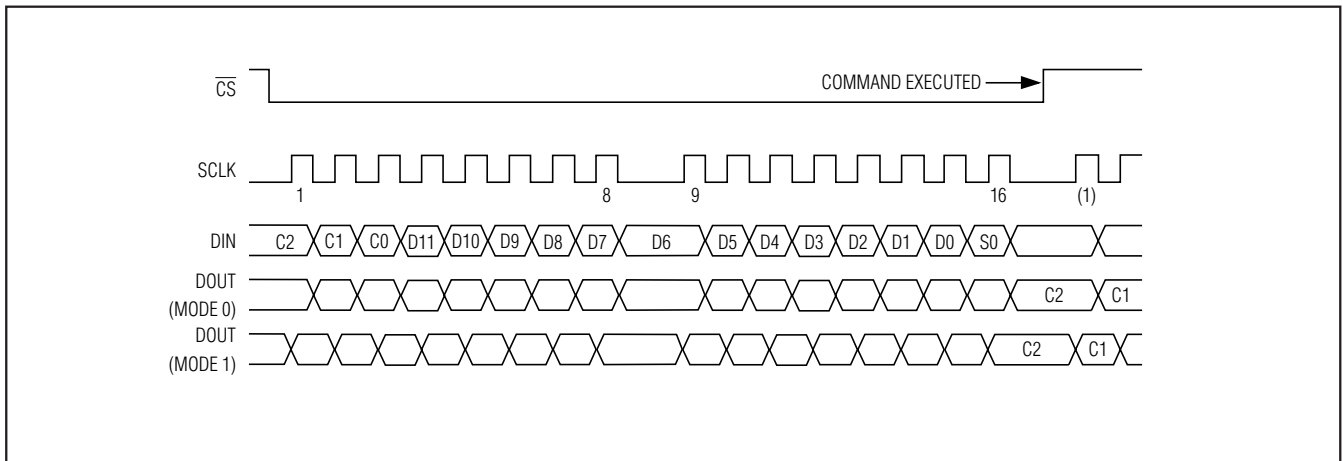 CS
COMMAND EXECUTED
SCLK
1 8 9 16 (1)
DIN C2 C1 C0 D11 D10 D9 D8 D7 D6 D5 D4 D3 D2 D1 D0 S0
DOUT
(MODE 0) C2 C1
DOUT
(MODE 1) C2 C1